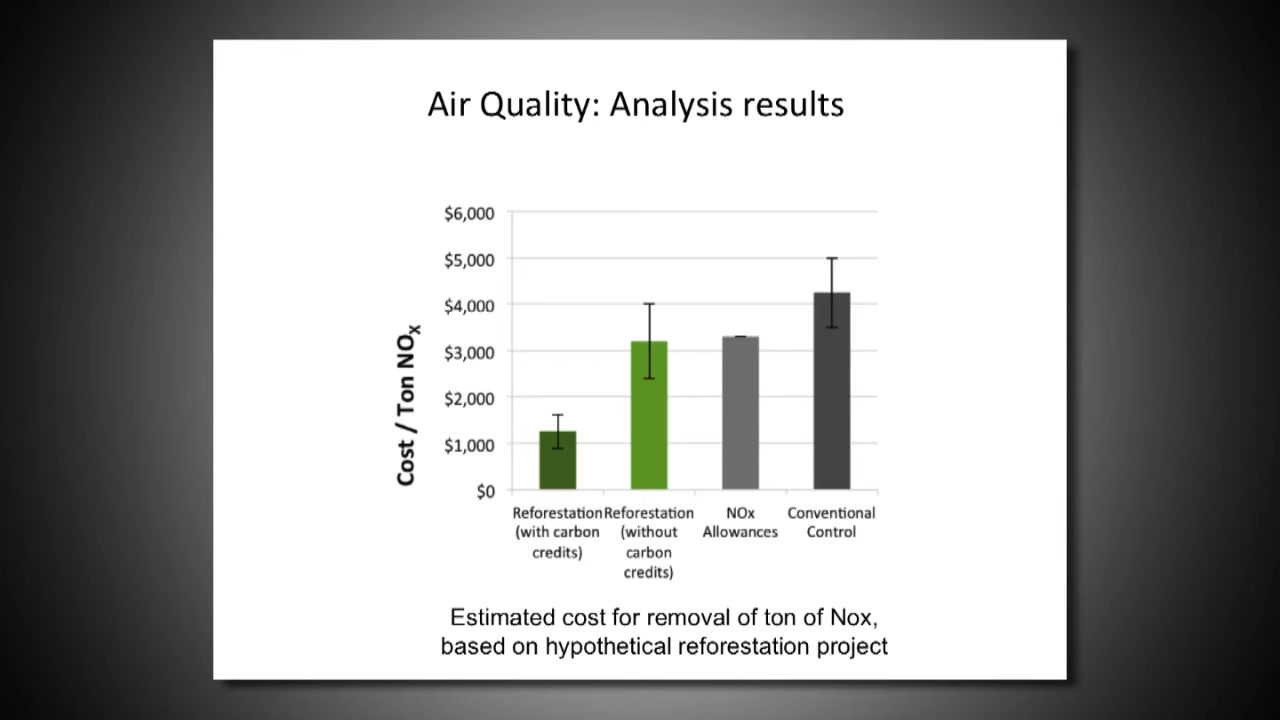 Air Quality: Analysis results
$6,000
$5,000
$4,000
$3,000
$2,000
$1,000
$0
Cost / Ton NOX
Reforestation
(with carbon
credits)
Reforestation
(without
carbon
credits)
NOx
Allowances
Conventional
Control
Estimated cost for removal of ton of Nox,
based on hypothetical reforestation project